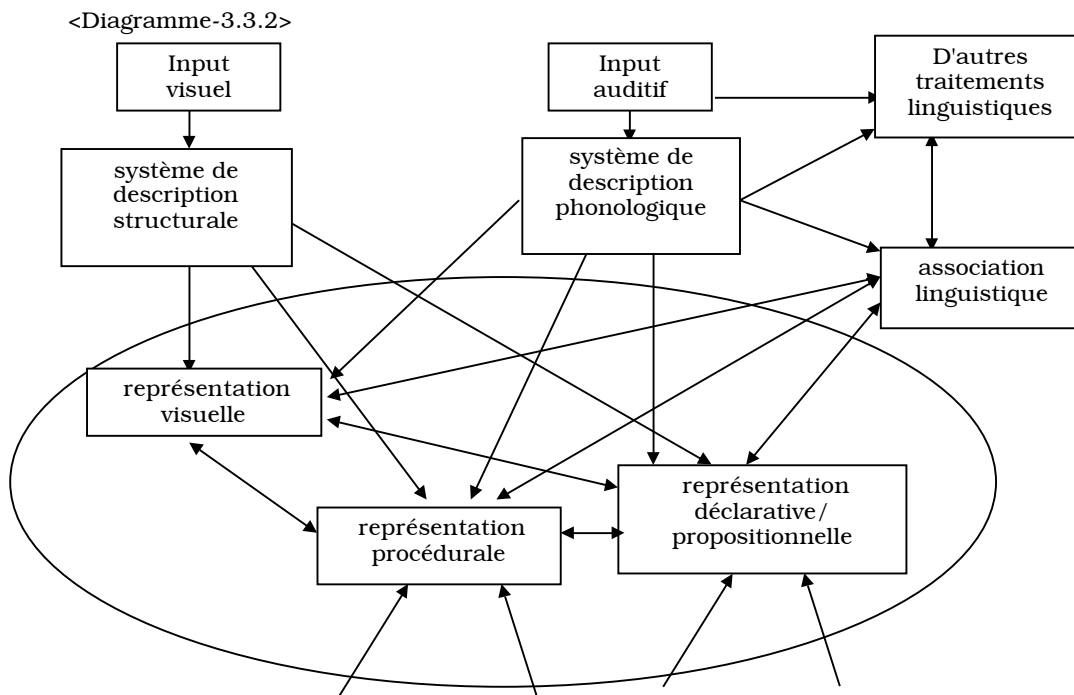 <Diagramme-3.3.2>
Input
visuel
Input
auditif
D'autres
traitements
linguistiques
système de
description
structurale
système de
description
phonologique
association
linguistique
représentation
visuelle
représentation
procédurale
représentation
déclarative/
propositionnelle